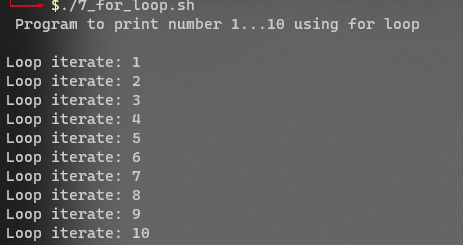 $./7_for_loop.sh
Program to print number 1...10 using for loop
Loop iterate: 1
Loop iterate: 2
Loop iterate: 3
Loop iterate: 4
Loop iterate: 5
Loop iterate: 6
Loop iterate: 7
Loop iterate: 8
Loop iterate: 9
Loop iterate: 10